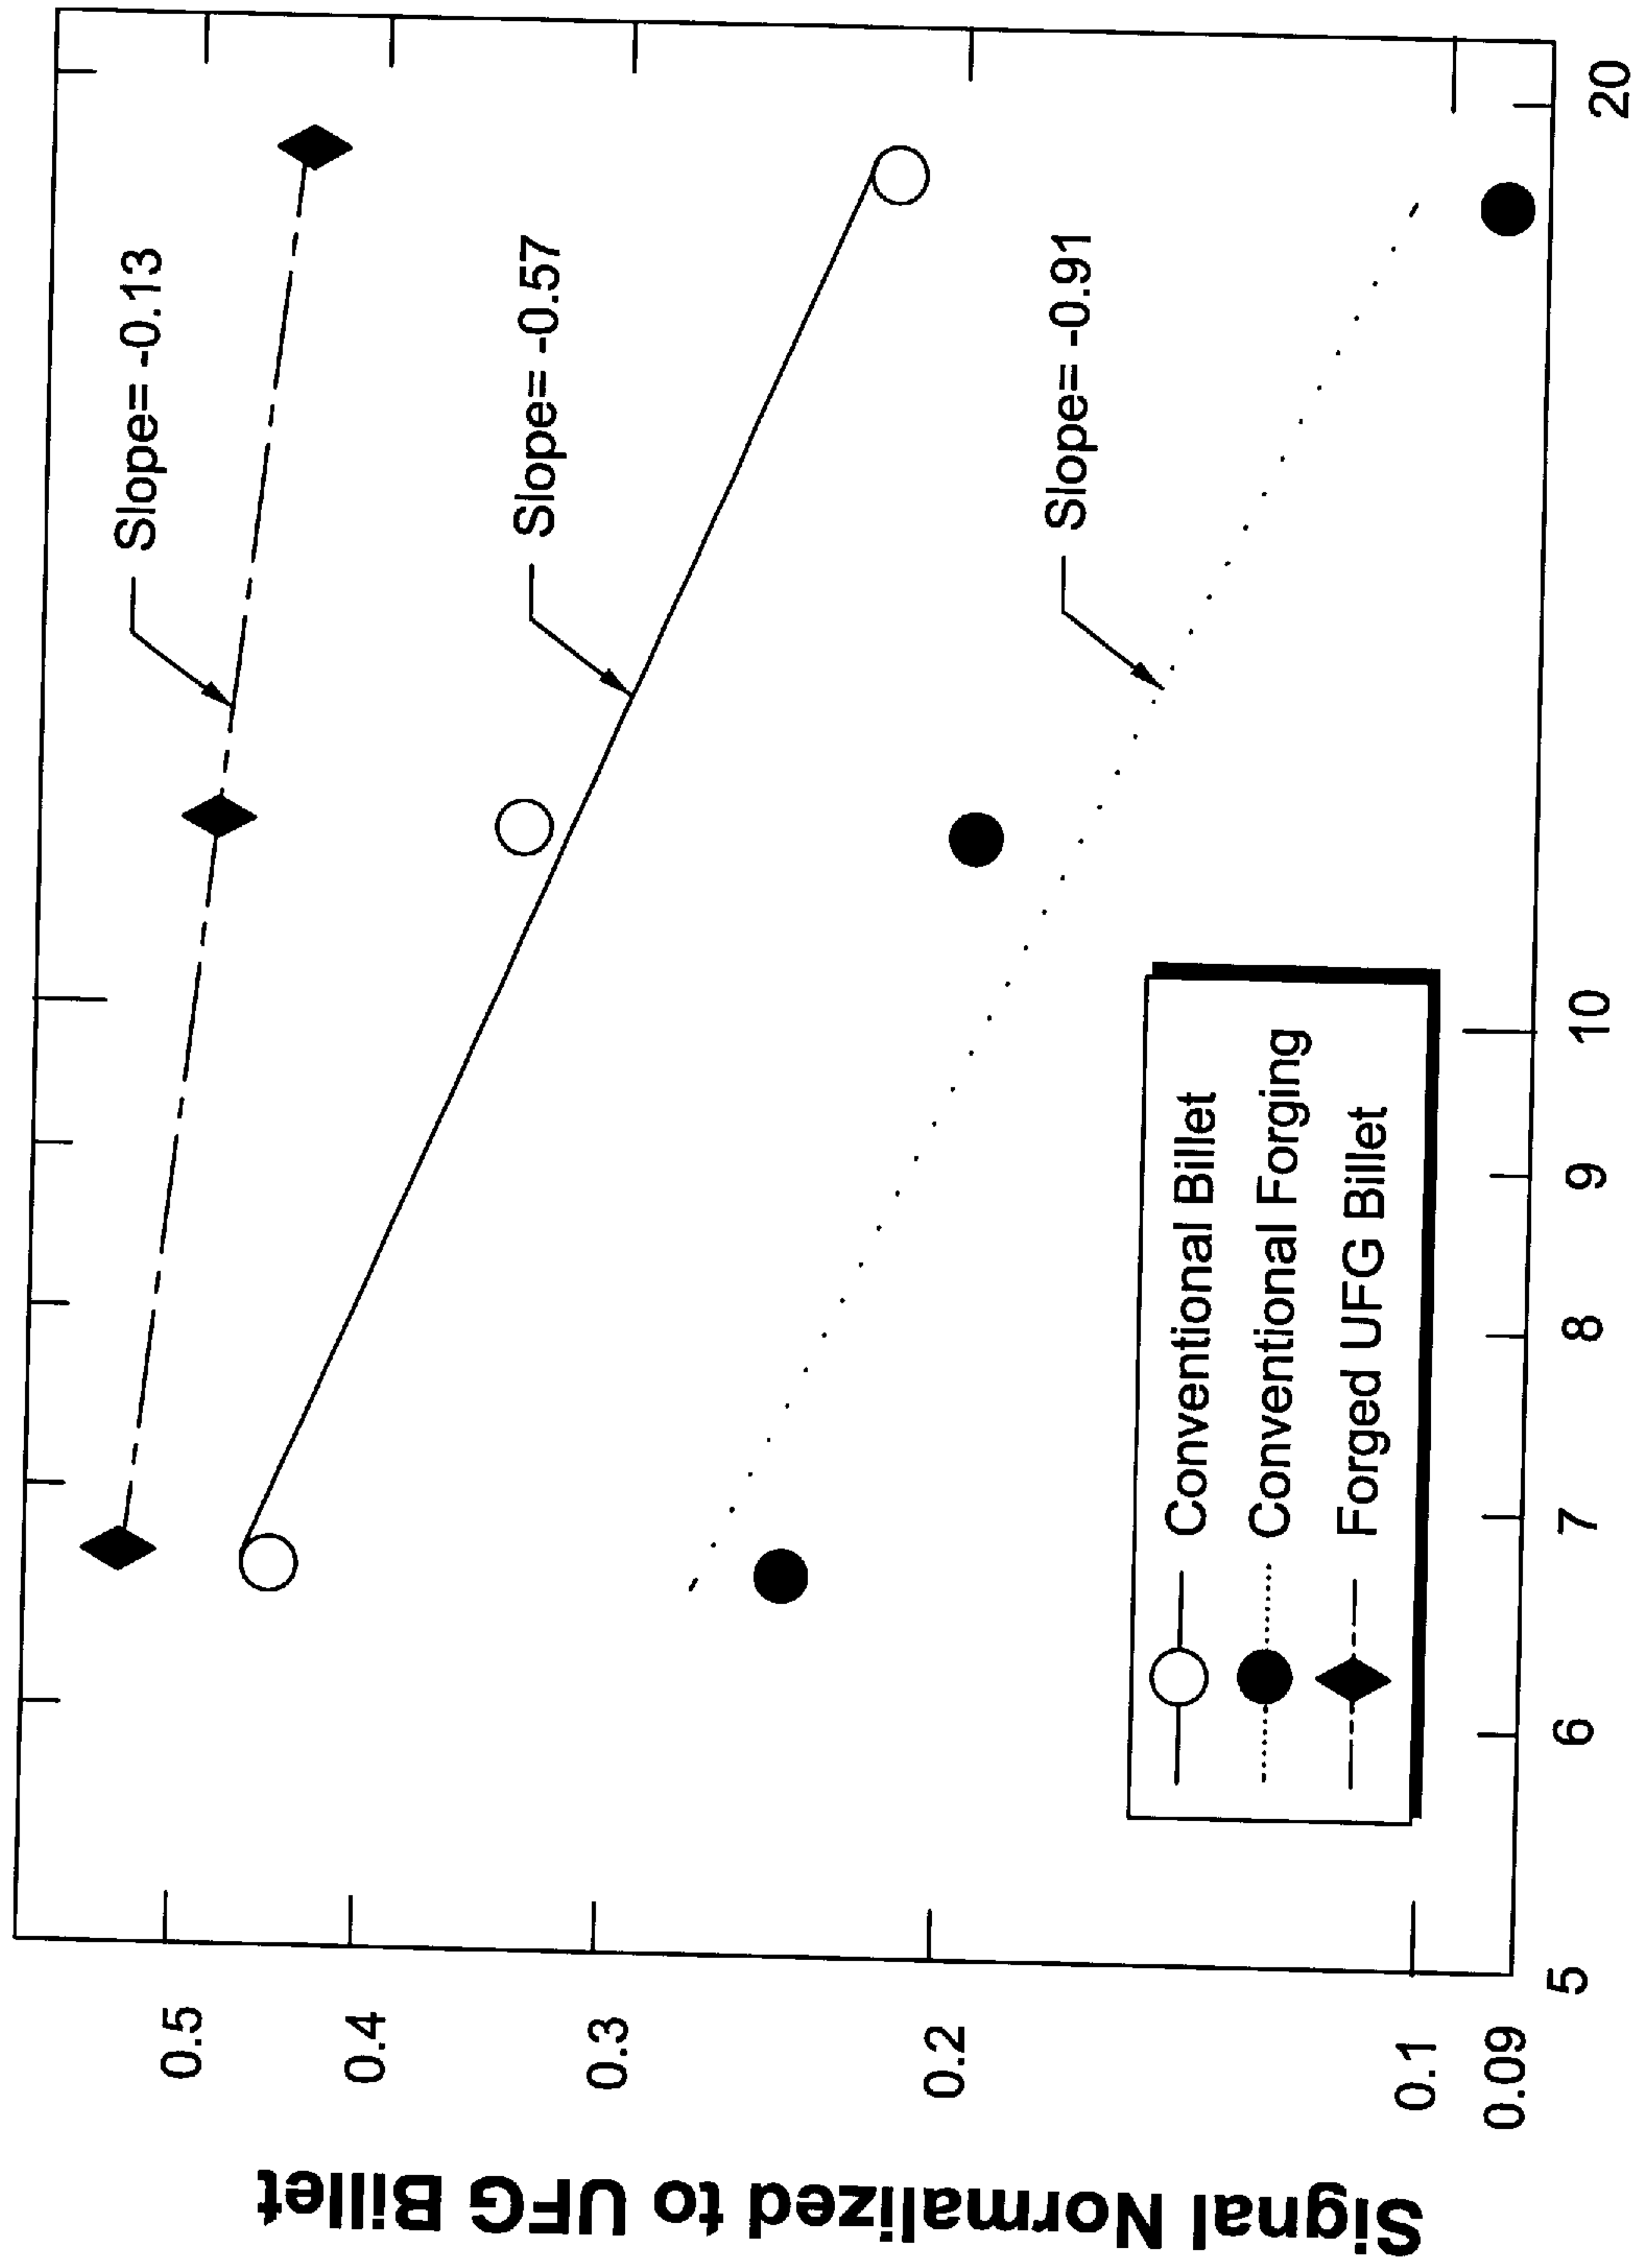 Signal Normalized to UFG Billet
0.5
0.4
0.3
0.2
0.1
0.09
Slope= -0.13
Slope= -0.57
Slope= -0.91
Conventional Billet
Conventional Forging
Forged UFG Billet
5
6
7
8
9
10
20